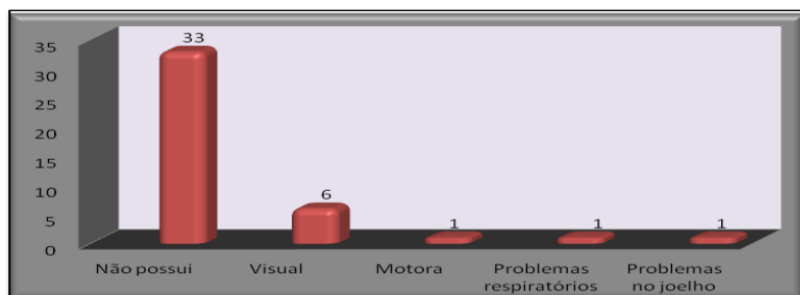 35
30
25
20
15
10
5
0
33
6
1
1
1
Não possui
Visual
Motora
Problemas
respiratórios
Problemas
no joelho